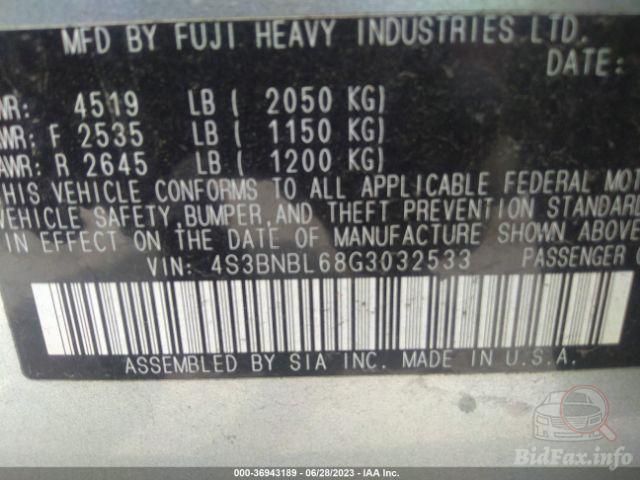 MFD BY FUJI HEAVY INDUSTRIES LTD.
DATE:
WR: 4519 LB ( 2050 KG)
AWR: F 2535 LB ( 1150 KG)
AWR: R 2645 LB ( 1200 KG)
HIS VEHICLE CONFORMS TO ALL APPLICABLE FEDERAL MOT
VEHICLE SAFETY BUMPER, AND THEFT PREVENTION STANDARD
IN EFFECT ON THE DATE OF MANUFACTURE SHOWN ABOVE
VIN: 4S3BNBL68G3032533 PASSENGER
ASSEMBLED BY SIA INC. MADE IN U.S.A.
BidFax.info
000-36943189 - 06/28/2023 - IAA Inc.